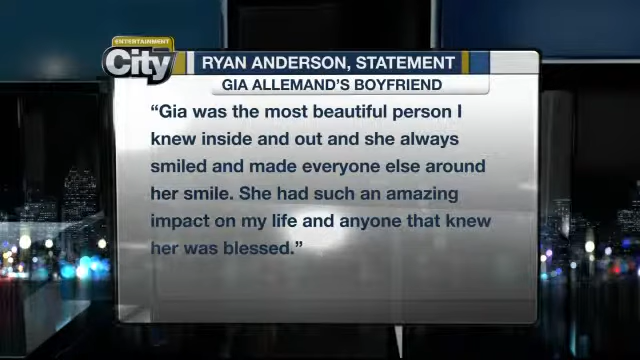 ENTERTAINMENT
City
RYAN ANDERSON, STATEMENT
GIA ALLEMAND'S BOYFRIEND
“Gia was the most beautiful person I
knew inside and out and she always
smiled and made everyone else around
her smile. She had such an amazing
impact on my life and anyone that knew
her was blessed.”